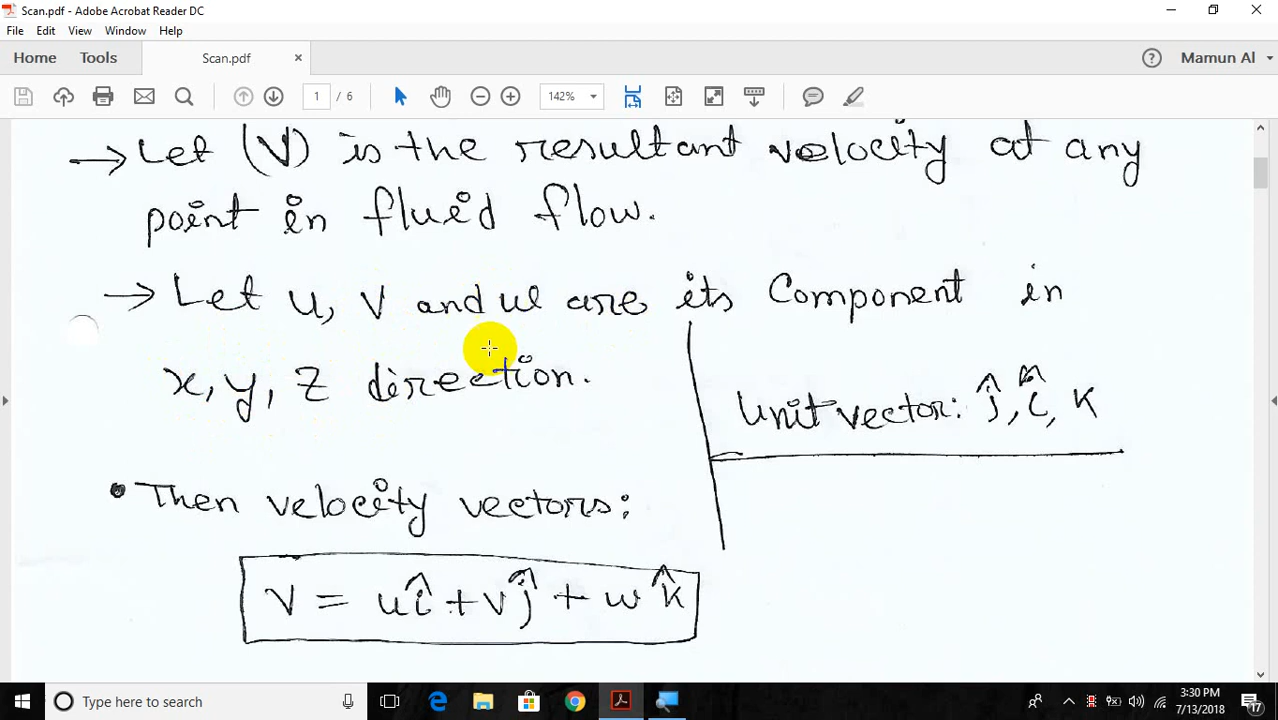 Scan.pdf - Adobe Acrobat Reader DC
File Edit View Window Help
Home Tools Scan.pdf × Mamun Al
1 / 6 142%
→ Let (V) is the resultant velocity at any
point in fluid flow.
→ Let u, v and w are its Component in
x, y, z direction.
Unit vector: ĵ, î, k
• Then velocity vectors:
V = uî + vĵ + wk̂
Type here to search
3:30 PM
7/13/2018
17